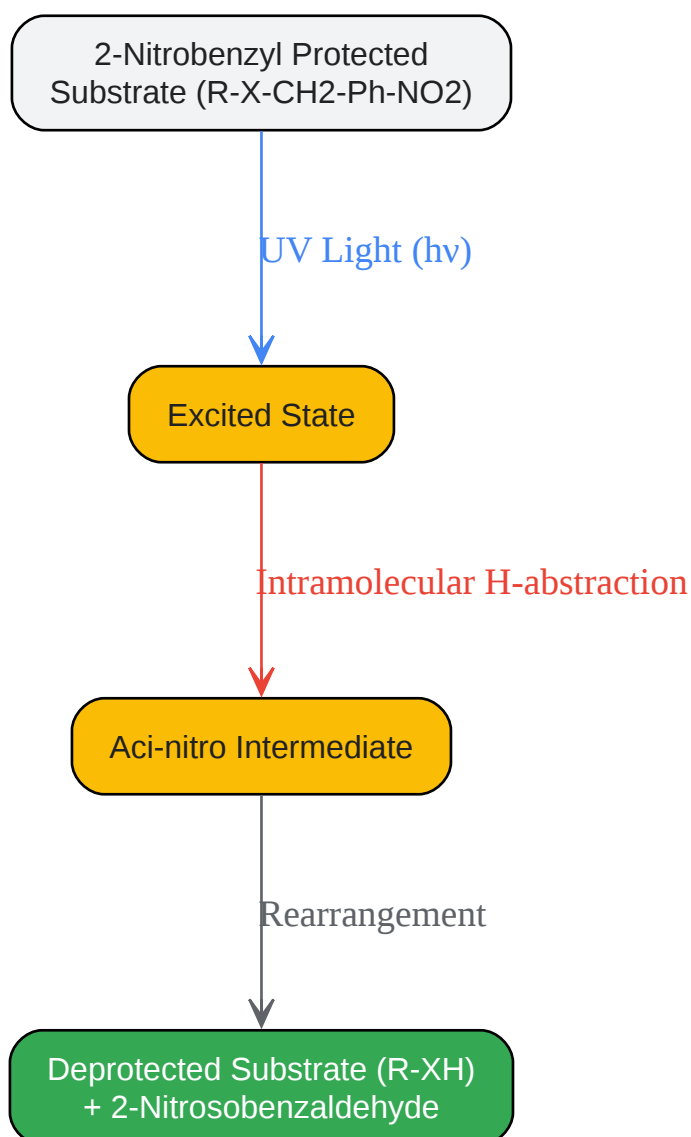 2-Nitrobenzyl Protected
Substrate (R-X-CH2-Ph-NO2)
UV Light (hν)
Excited State
Intramolecular H-abstraction
Aci-nitro Intermediate
Rearrangement
Deprotected Substrate (R-XH)
+ 2-Nitrosobenzaldehyde